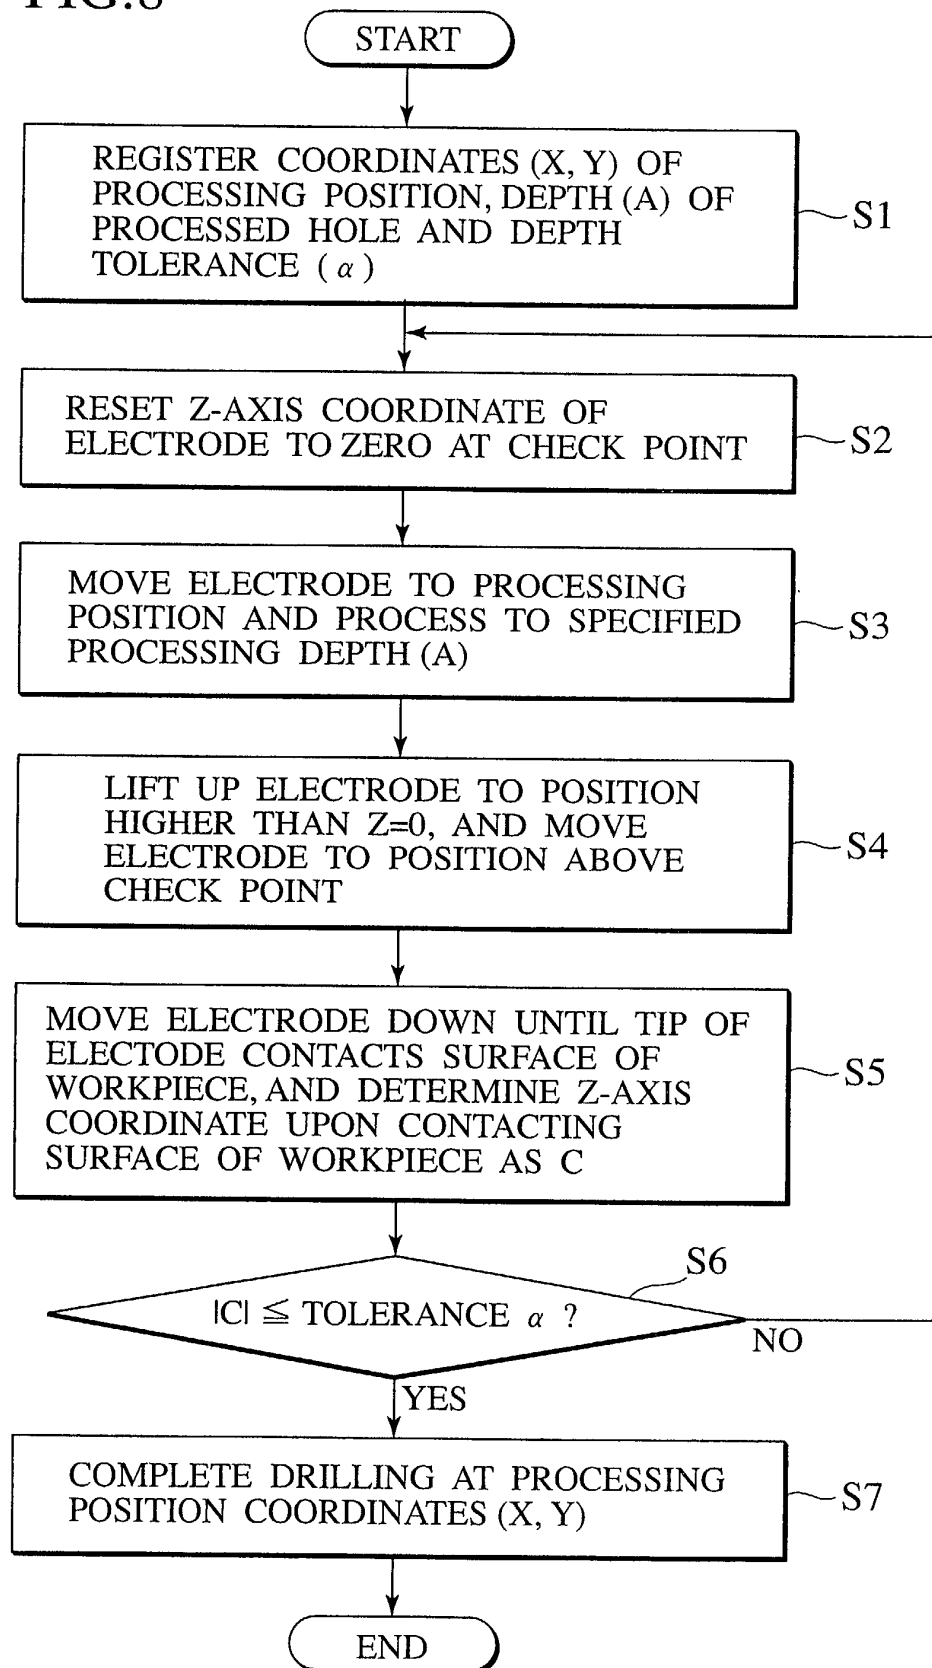 FIG.8
START
REGISTER COORDINATES (X, Y) OF
PROCESSING POSITION, DEPTH (A) OF
PROCESSED HOLE AND DEPTH
TOLERANCE ( α )
S1
RESET Z-AXIS COORDINATE OF
ELECTRODE TO ZERO AT CHECK POINT
S2
MOVE ELECTRODE TO PROCESSING
POSITION AND PROCESS TO SPECIFIED
PROCESSING DEPTH (A)
S3
LIFT UP ELECTRODE TO POSITION
HIGHER THAN Z=0, AND MOVE
ELECTRODE TO POSITION ABOVE
CHECK POINT
S4
MOVE ELECTRODE DOWN UNTIL TIP OF
ELECTODE CONTACTS SURFACE OF
WORKPIECE, AND DETERMINE Z-AXIS
COORDINATE UPON CONTACTING
SURFACE OF WORKPIECE AS C
S5
S6
|C| ≦ TOLERANCE α ?
NO
YES
COMPLETE DRILLING AT PROCESSING
POSITION COORDINATES (X, Y)
S7
END